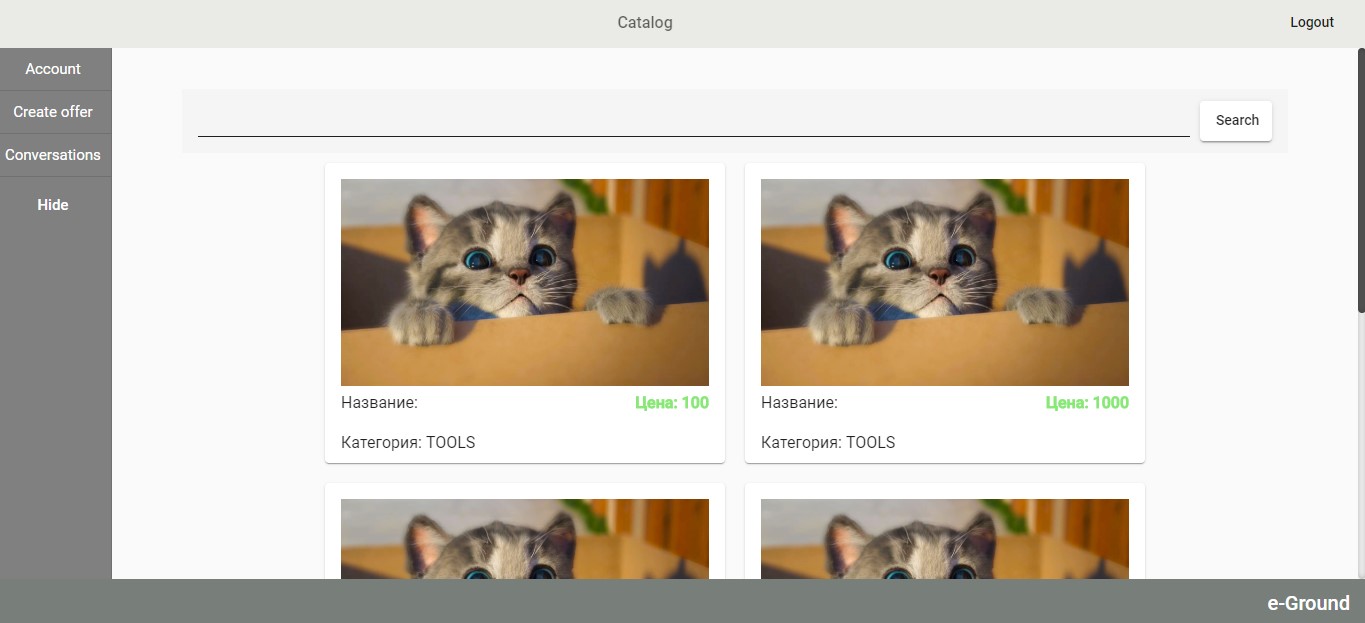 Catalog
Logout
Account
Create offer
Conversations
Hide
Search
Название:
Цена: 100
Категория: TOOLS
Название:
Цена: 1000
Категория: TOOLS
e-Ground